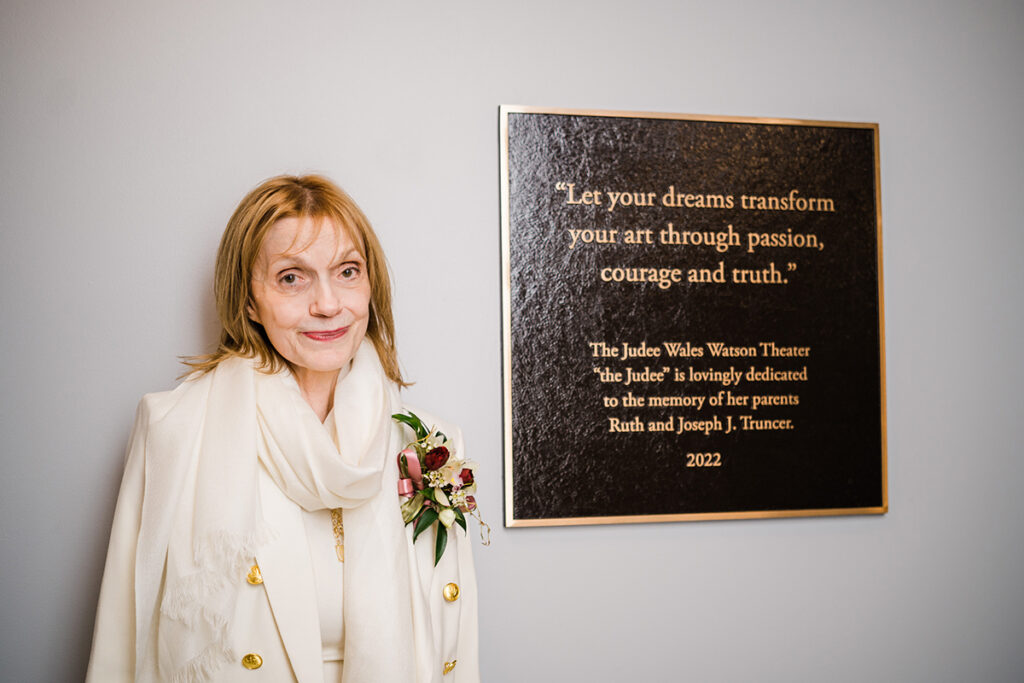 “Let your dreams transform
your art through passion,
courage and truth.”
The Judee Wales Watson Theater
“the Judee” is lovingly dedicated
to the memory of her parents
Ruth and Joseph J. Truncer.
2022